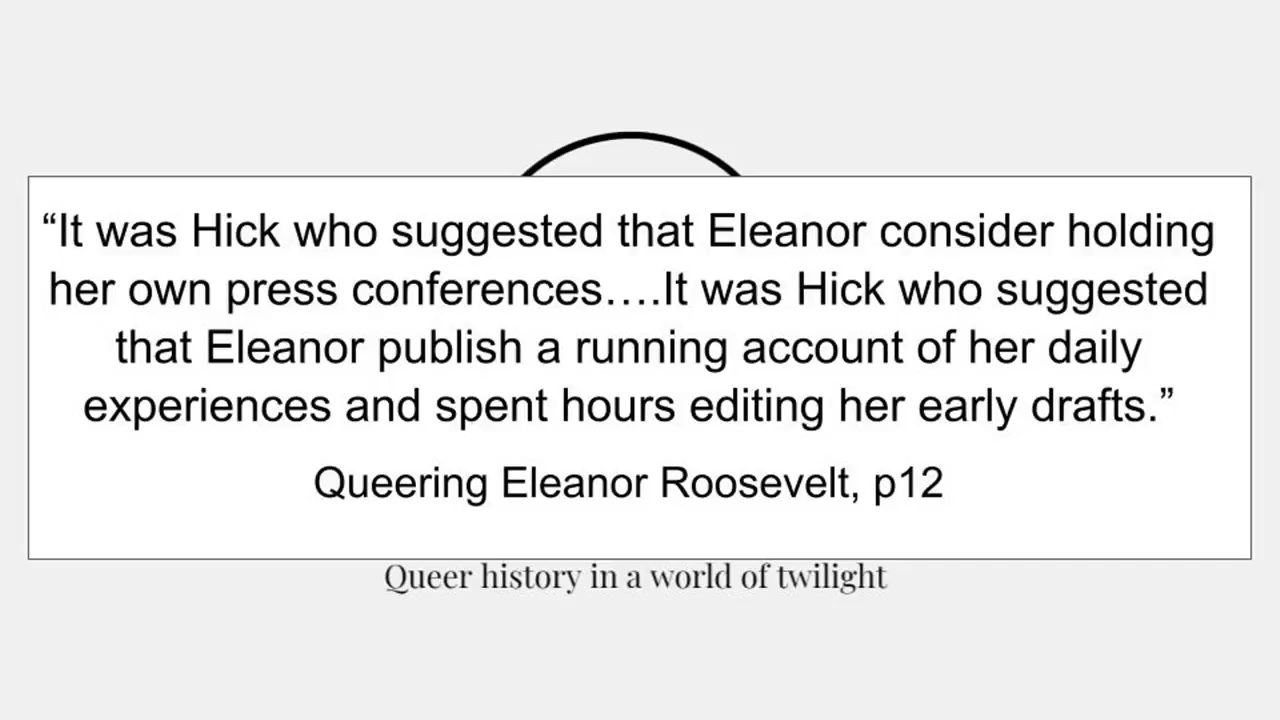 “It was Hick who suggested that Eleanor consider holding
her own press conferences….It was Hick who suggested
that Eleanor publish a running account of her daily
experiences and spent hours editing her early drafts.”
Queering Eleanor Roosevelt, p12
Queer history in a world of twilight